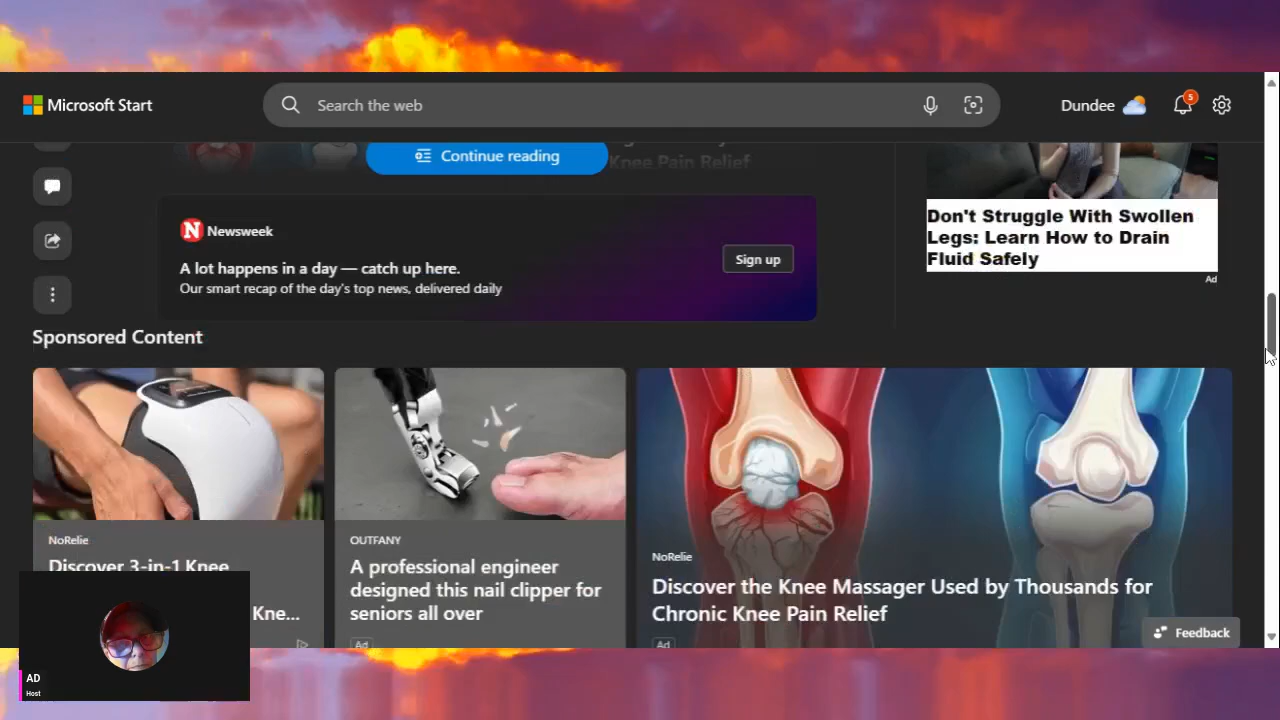 Microsoft Start
Search the web
Dundee
5
Continue reading
Knee Pain Relief
N Newsweek
A lot happens in a day — catch up here.
Our smart recap of the day's top news, delivered daily
Sign up
Don't Struggle With Swollen
Legs: Learn How to Drain
Fluid Safely
Ad
Sponsored Content
NoRelie
Discover 3-in-1 Knee
Kne...
OUTFANY
A professional engineer
designed this nail clipper for
seniors all over
Ad
NoRelie
Discover the Knee Massager Used by Thousands for
Chronic Knee Pain Relief
Ad
Feedback
AD
Host